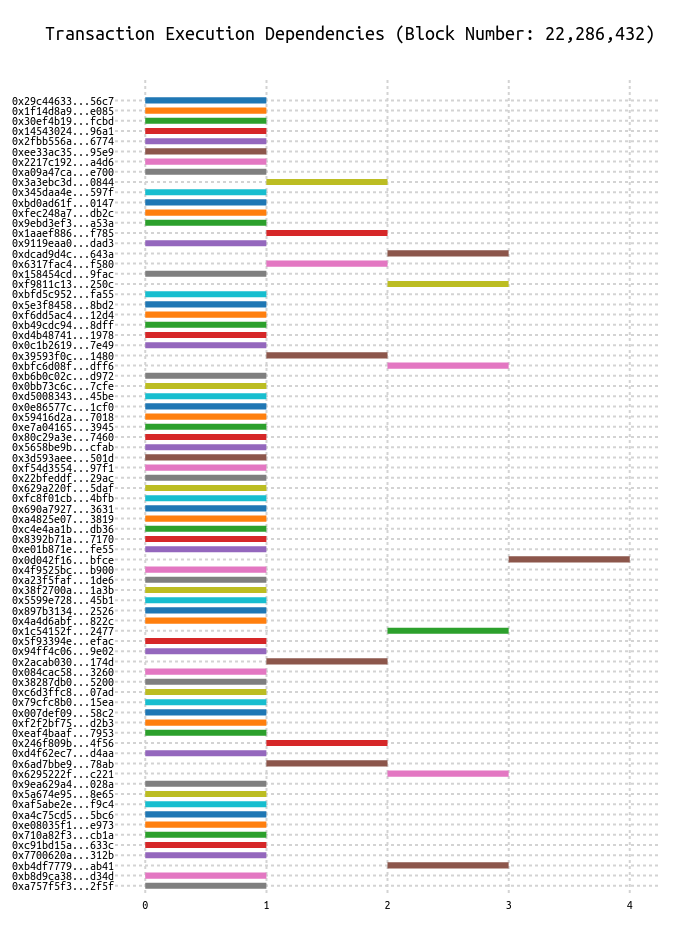 Transaction Execution Dependencies (Block Number: 22,286,432)
0x29c44633...56c7
0x1f14d8a9...e085
0x30ef4b19...fcbd
0x14543024...96a1
0x2fbb556a...6774
0xee33ac35...95e9
0x2217c192...a4d6
0xa09a47ca...e700
0x3a3ebc3d...0844
0x345daa4e...597f
0xbd0ad61f...0147
0xfec248a7...db2c
0x9ebd3ef3...a53a
0x1aaef886...f785
0x9119eaa0...dad3
0xdcad9d4c...643a
0x6317fac4...f580
0x158454cd...9fac
0xf9811c13...250c
0xbfd5c952...fa55
0x5e3f8458...8bd2
0xf6dd5ac4...12d4
0xb49cdc94...8dff
0xd4b48741...1978
0x0c1b2619...7e49
0x39593f0c...1480
0xbfc6d08f...dff6
0xb6b0c02c...d972
0x0bb73c6c...7cfe
0xd5008343...45be
0x0e86577c...1cf0
0x59416d2a...7018
0xe7a04165...3945
0x80c29a3e...7460
0x5658be9b...cfab
0x3d593aee...501d
0xf54d3554...97f1
0x22bfeddf...29ac
0x629a220f...5daf
0xfc8f01cb...4bfb
0x690a7927...3631
0xa4825e07...3819
0xc4e4aa1b...db36
0x8392b71a...7170
0xe01b871e...fe55
0x0d042f16...bfce
0x4f9525bc...b900
0xa23f5faf...1de6
0x38f2700a...1a3b
0x5599e728...45b1
0x897b3134...2526
0x4a4d6abf...822c
0x1c54152f...2477
0x5f93394e...efac
0x94ff4c06...9e02
0x2acab030...174d
0x084cac58...3260
0x38287db0...5200
0xc6d3ffc8...07ad
0x79cfc8b0...15ea
0x007def09...58c2
0xf2f2bf75...d2b3
0xeaf4baaf...7953
0x246f809b...4f56
0xd4f62ec7...d4aa
0x6ad7bbe9...78ab
0x6295222f...c221
0x9ea629a4...028a
0x5a674e95...8e65
0xaf5abe2e...f9c4
0xa4c75cd5...5bc6
0xe08035f1...e973
0x710a82f3...cb1a
0xc91bd15a...633c
0x7700620a...312b
0xb4df7779...ab41
0xb8d9ca38...d34d
0xa757f5f3...2f5f
0 1 2 3 4